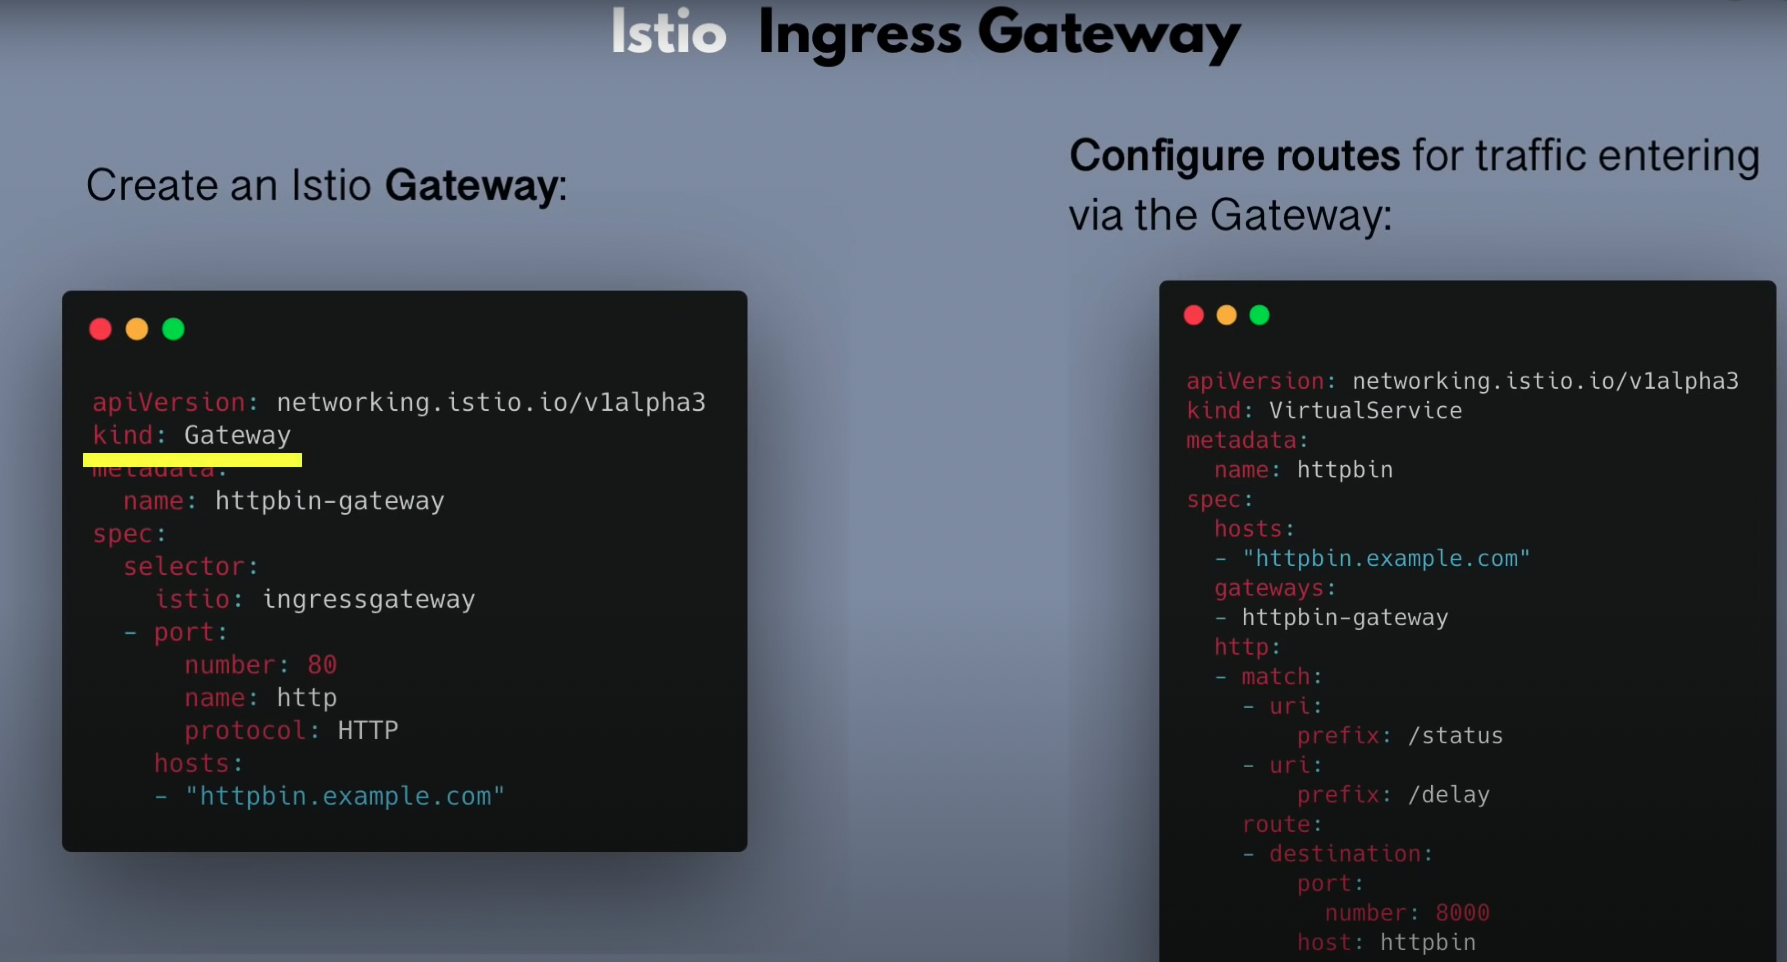 Istio Ingress Gateway
Create an Istio Gateway:
apiVersion: networking.istio.io/v1alpha3
kind: Gateway
metadata:
  name: httpbin-gateway
spec:
  selector:
    istio: ingressgateway
  - port:
      number: 80
      name: http
      protocol: HTTP
    hosts:
    - "httpbin.example.com"
Configure routes for traffic entering
via the Gateway:
apiVersion: networking.istio.io/v1alpha3
kind: VirtualService
metadata:
  name: httpbin
spec:
  hosts:
  - "httpbin.example.com"
  gateways:
  - httpbin-gateway
  http:
  - match:
    - uri:
        prefix: /status
    - uri:
        prefix: /delay
    route:
    - destination:
        port:
          number: 8000
        host: httpbin